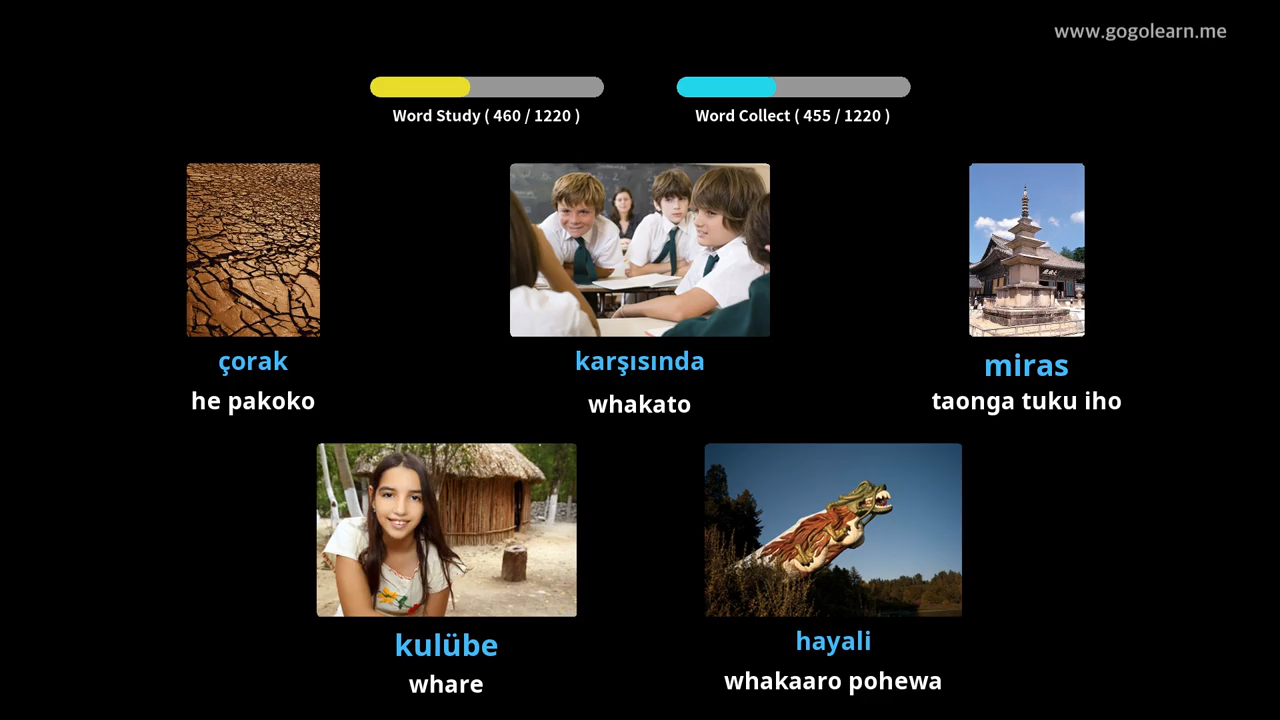 www.gogolearn.me
Word Study ( 460 / 1220 )
Word Collect ( 455 / 1220 )
çorak
he pakoko
karşısında
whakato
miras
taonga tuku iho
kulübe
whare
hayali
whakaaro pohewa